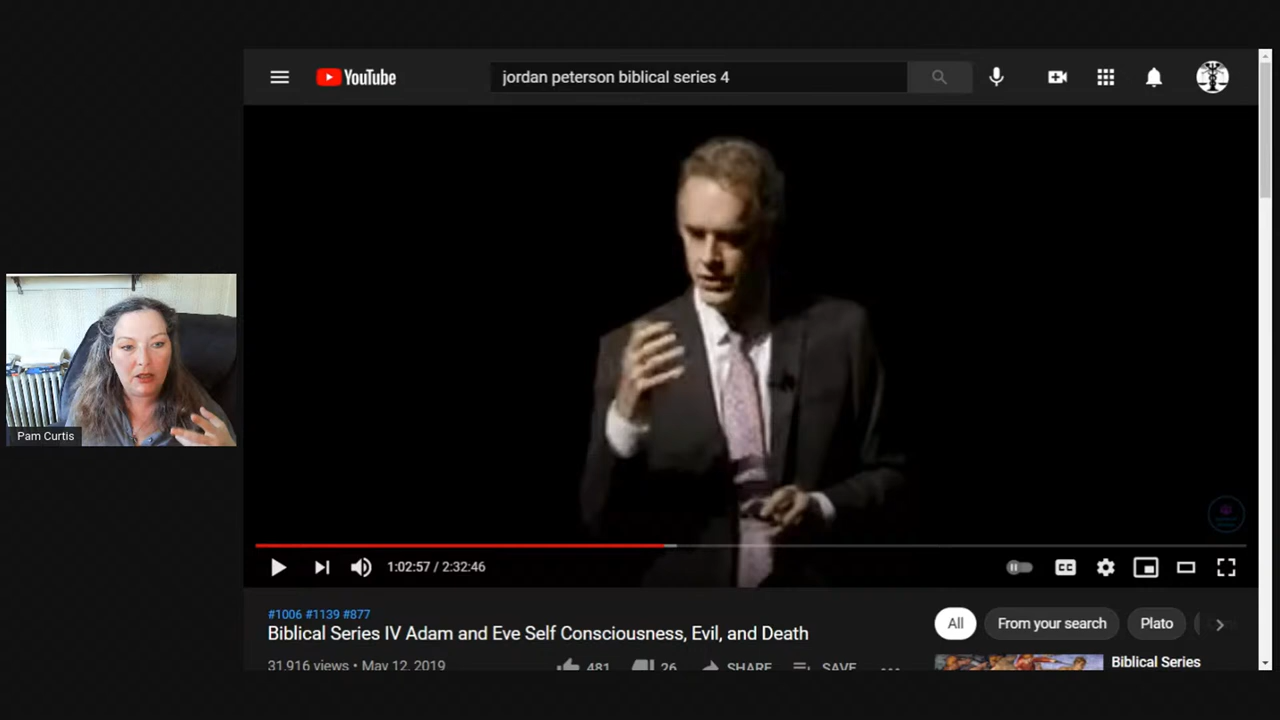 YouTube
jordan peterson biblical series 4
Pam Curtis
1:02:57 / 2:32:46
CC
#1006 #1139 #877
Biblical Series IV Adam and Eve Self Consciousness, Evil, and Death
All
From your search
Plato
31,916 views • May 12, 2019
481
26
SHARE
SAVE
Biblical Series